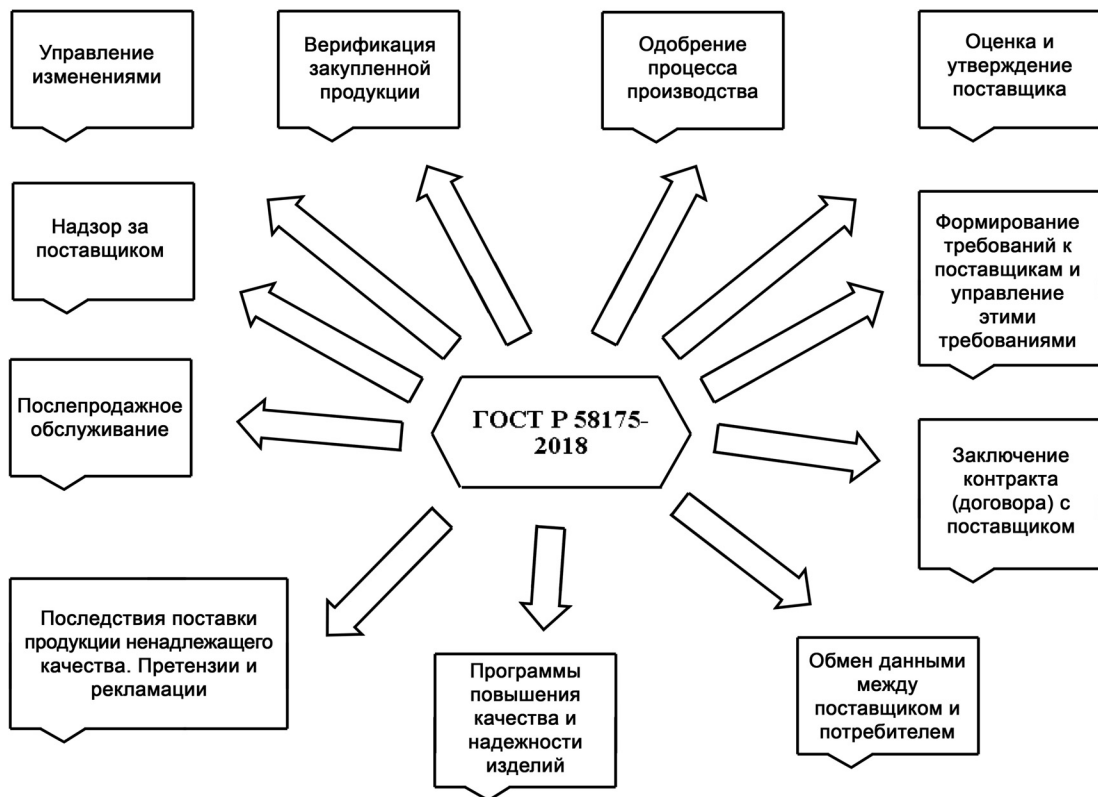 Управление
изменениями
Верификация
закупленной
продукции
Одобрение
процесса
производства
Оценка и
утверждение
поставщика
Надзор за
поставщиком
Формирование
требований к
поставщикам и
управление
этими
требованиями
Послепродажное
обслуживание
ГОСТ Р 58175-
2018
Заключение
контракта
(договора) с
поставщиком
Последствия поставки
продукции ненадлежащего
качества. Претензии и
рекламации
Программы
повышения
качества и
надежности
изделий
Обмен данными
между
поставщиком и
потребителем